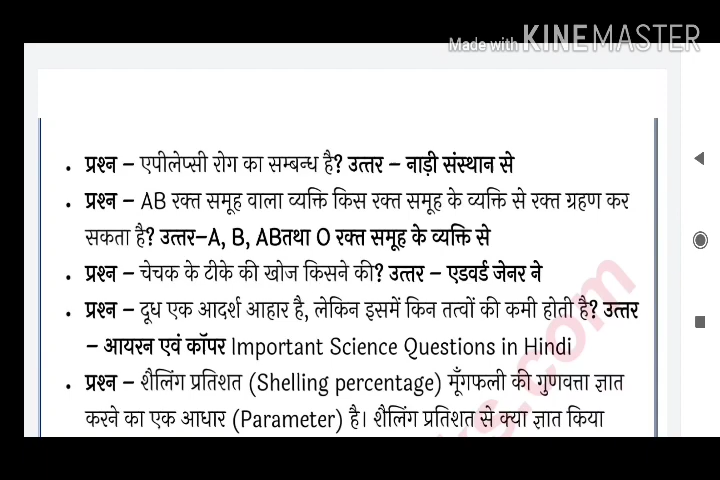 Made with KINEMASTER
• प्रश्न – एपीलेप्सी रोग का सम्बन्ध है? उत्तर – नाड़ी संस्थान से
• प्रश्न – AB रक्त समूह वाला व्यक्ति किस रक्त समूह के व्यक्ति से रक्त ग्रहण कर
सकता है? उत्तर–A, B, ABतथा O रक्त समूह के व्यक्ति से
• प्रश्न – चेचक के टीके की खोज किसने की? उत्तर – एडवर्ड जेनर ने
• प्रश्न – दूध एक आदर्श आहार है, लेकिन इसमें किन तत्वों की कमी होती है? उत्तर
– आयरन एवं कॉपर Important Science Questions in Hindi
• प्रश्न – शैलिंग प्रतिशत (Shelling percentage) मूँगफली की गुणवत्ता ज्ञात
करने का एक आधार (Parameter) है। शैलिंग प्रतिशत से क्या ज्ञात किया